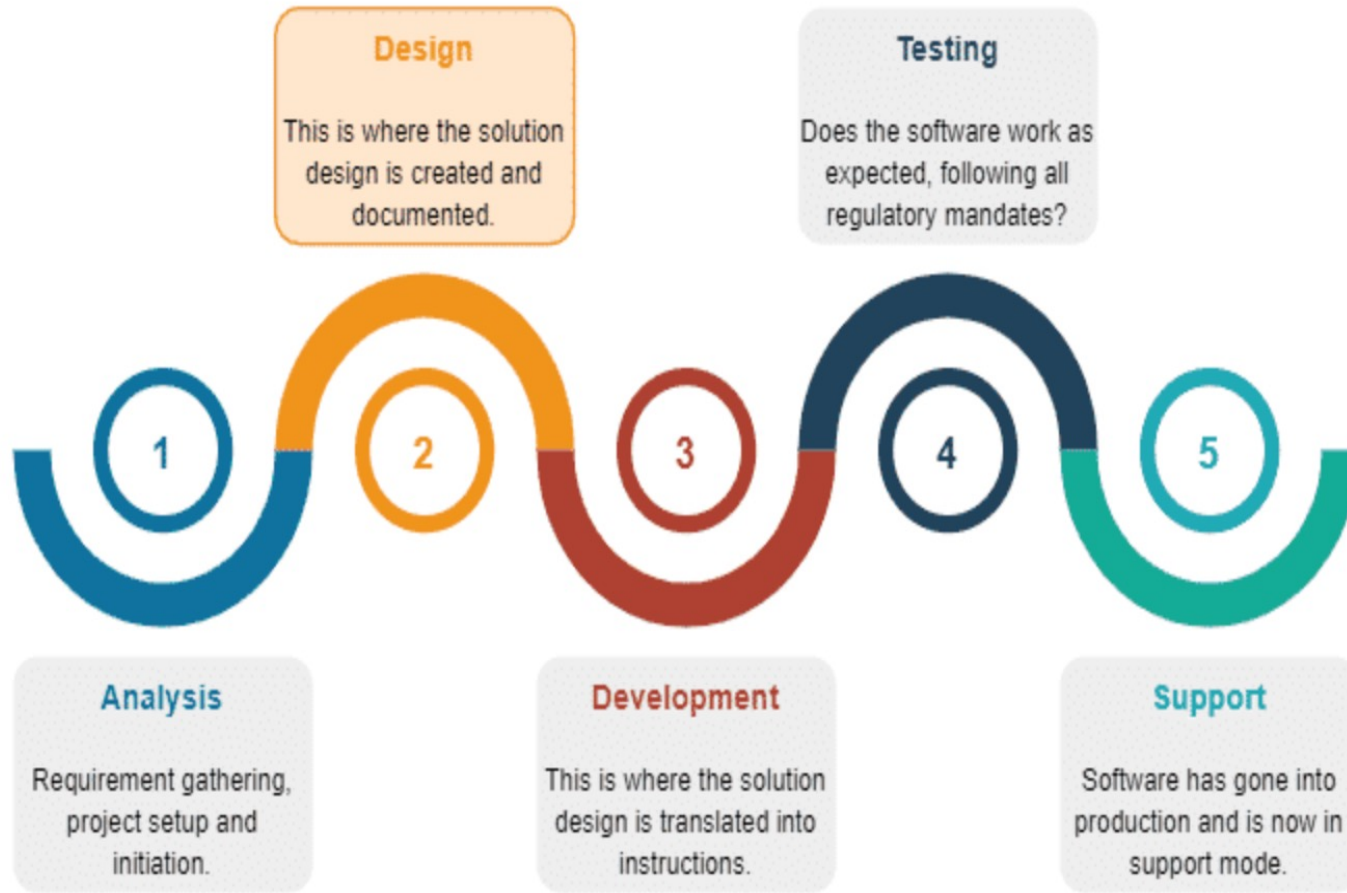 Design
This is where the solution
design is created and
documented.
Testing
Does the software work as
expected, following all
regulatory mandates?
1
2
3
4
5
Analysis
Requirement gathering,
project setup and
initiation.
Development
This is where the solution
design is translated into
instructions.
Support
Software has gone into
production and is now in
support mode.